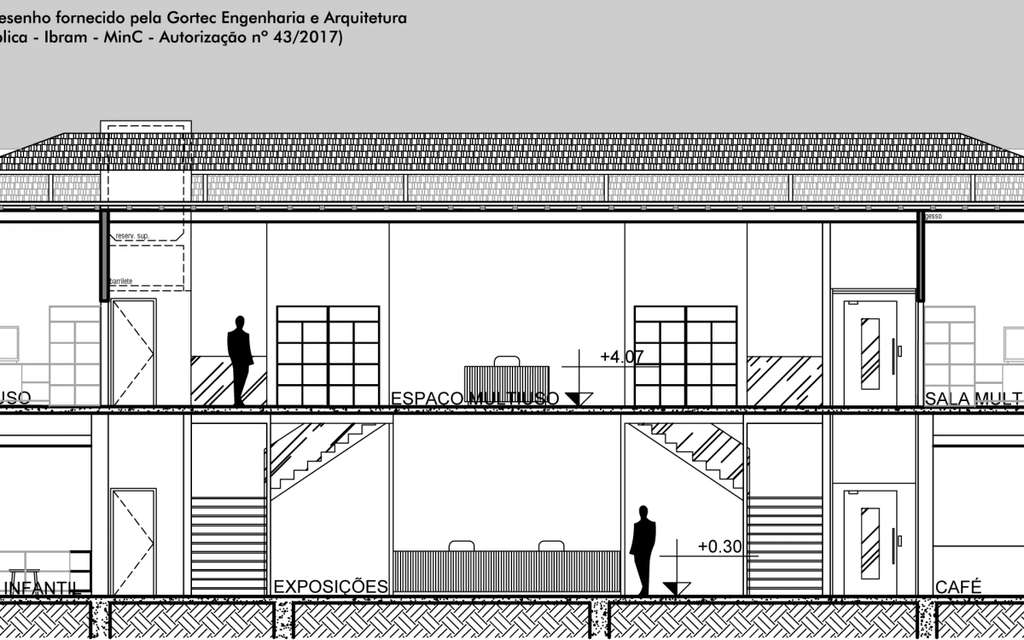 esenho fornecido pela Gortec Engenharia e Arquitetura
blica - Ibram - MinC - Autorização nº 43/2017)
gesso
reserv. sup.
barrilete
+4.07
USO
ESPAÇO MULTIUSO
SALA MULT
+0.30
INFANTIL
EXPOSIÇÕES
CAFÉ